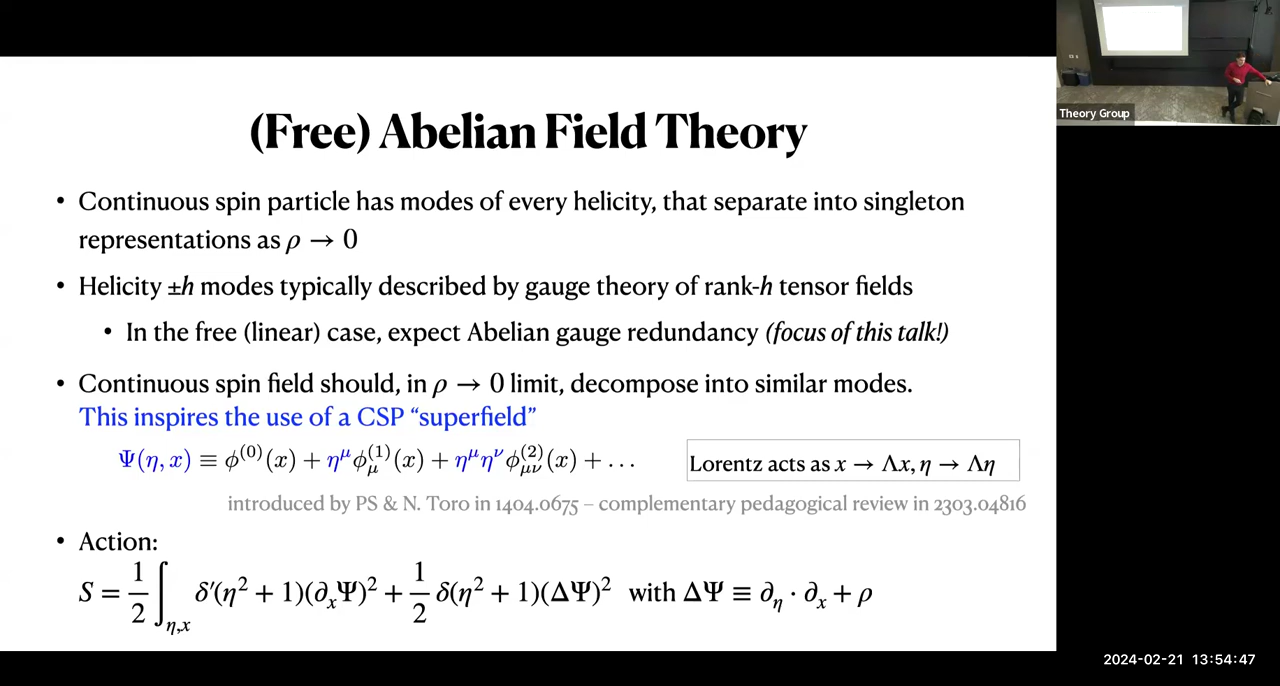 (Free) Abelian Field Theory
• Continuous spin particle has modes of every helicity, that separate into singleton
representations as ρ → 0
• Helicity ±h modes typically described by gauge theory of rank-h tensor fields
• In the free (linear) case, expect Abelian gauge redundancy (focus of this talk!)
• Continuous spin field should, in ρ → 0 limit, decompose into similar modes.
This inspires the use of a CSP “superfield”
Ψ(η, x) ≡ ϕ⁽⁰⁾(x) + η^μ ϕ_μ^(1)(x) + η^μ η^ν ϕ_μν^(2)(x) + …
Lorentz acts as x → Λx, η → Λη
introduced by PS & N. Toro in 1404.0675 – complementary pedagogical review in 2303.04816
• Action:
S = 1/2 ∫_η,x δ′(η² + 1)(∂_xΨ)² + 1/2 δ(η² + 1)(ΔΨ)² with ΔΨ ≡ ∂_η · ∂_x + ρ
Theory Group
2024-02-21 13:54:47